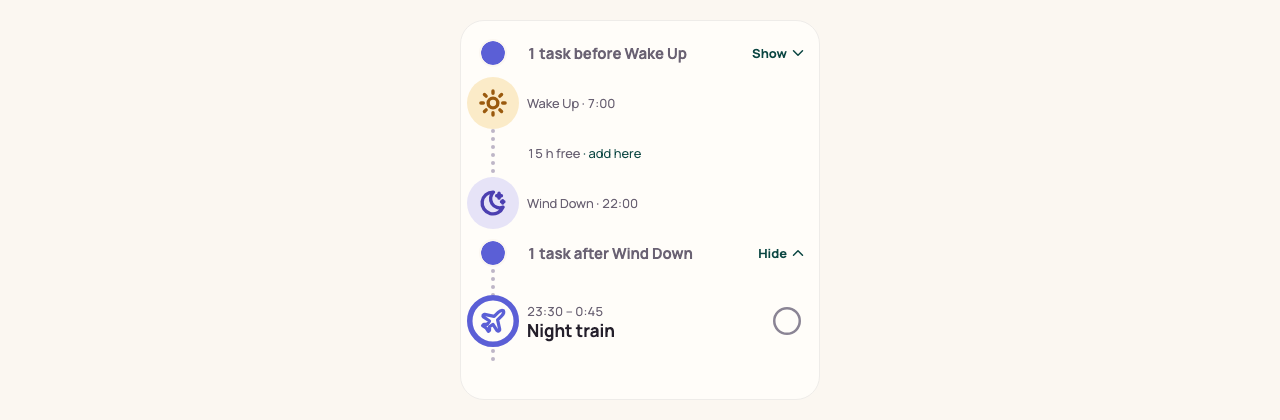 1 task before Wake Up Show
Wake Up · 7:00
15 h free · add here
Wind Down · 22:00
1 task after Wind Down Hide
23:30 – 0:45
Night train